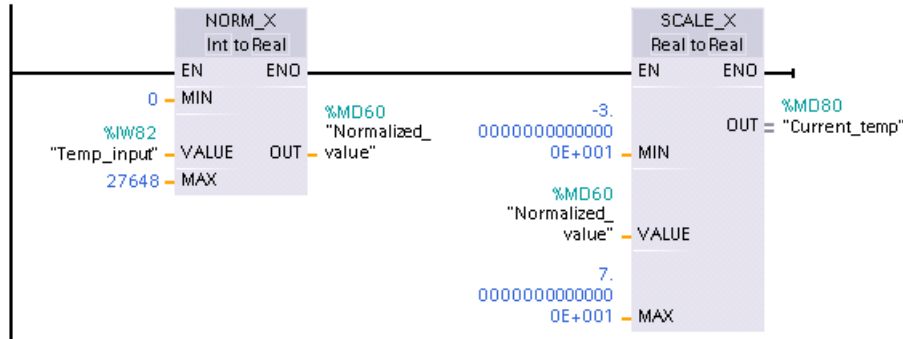 NORM_X
Int to Real
EN ENO
0 MIN
%IW82
"Temp_input" VALUE
27648 MAX
%MD60
"Normalized_
OUT value"
SCALE_X
Real to Real
EN ENO
-3.
0000000000000
0E+001 MIN
%MD60
"Normalized_
value" VALUE
7.
0000000000000
0E+001 MAX
%MD80
OUT "Current_temp"